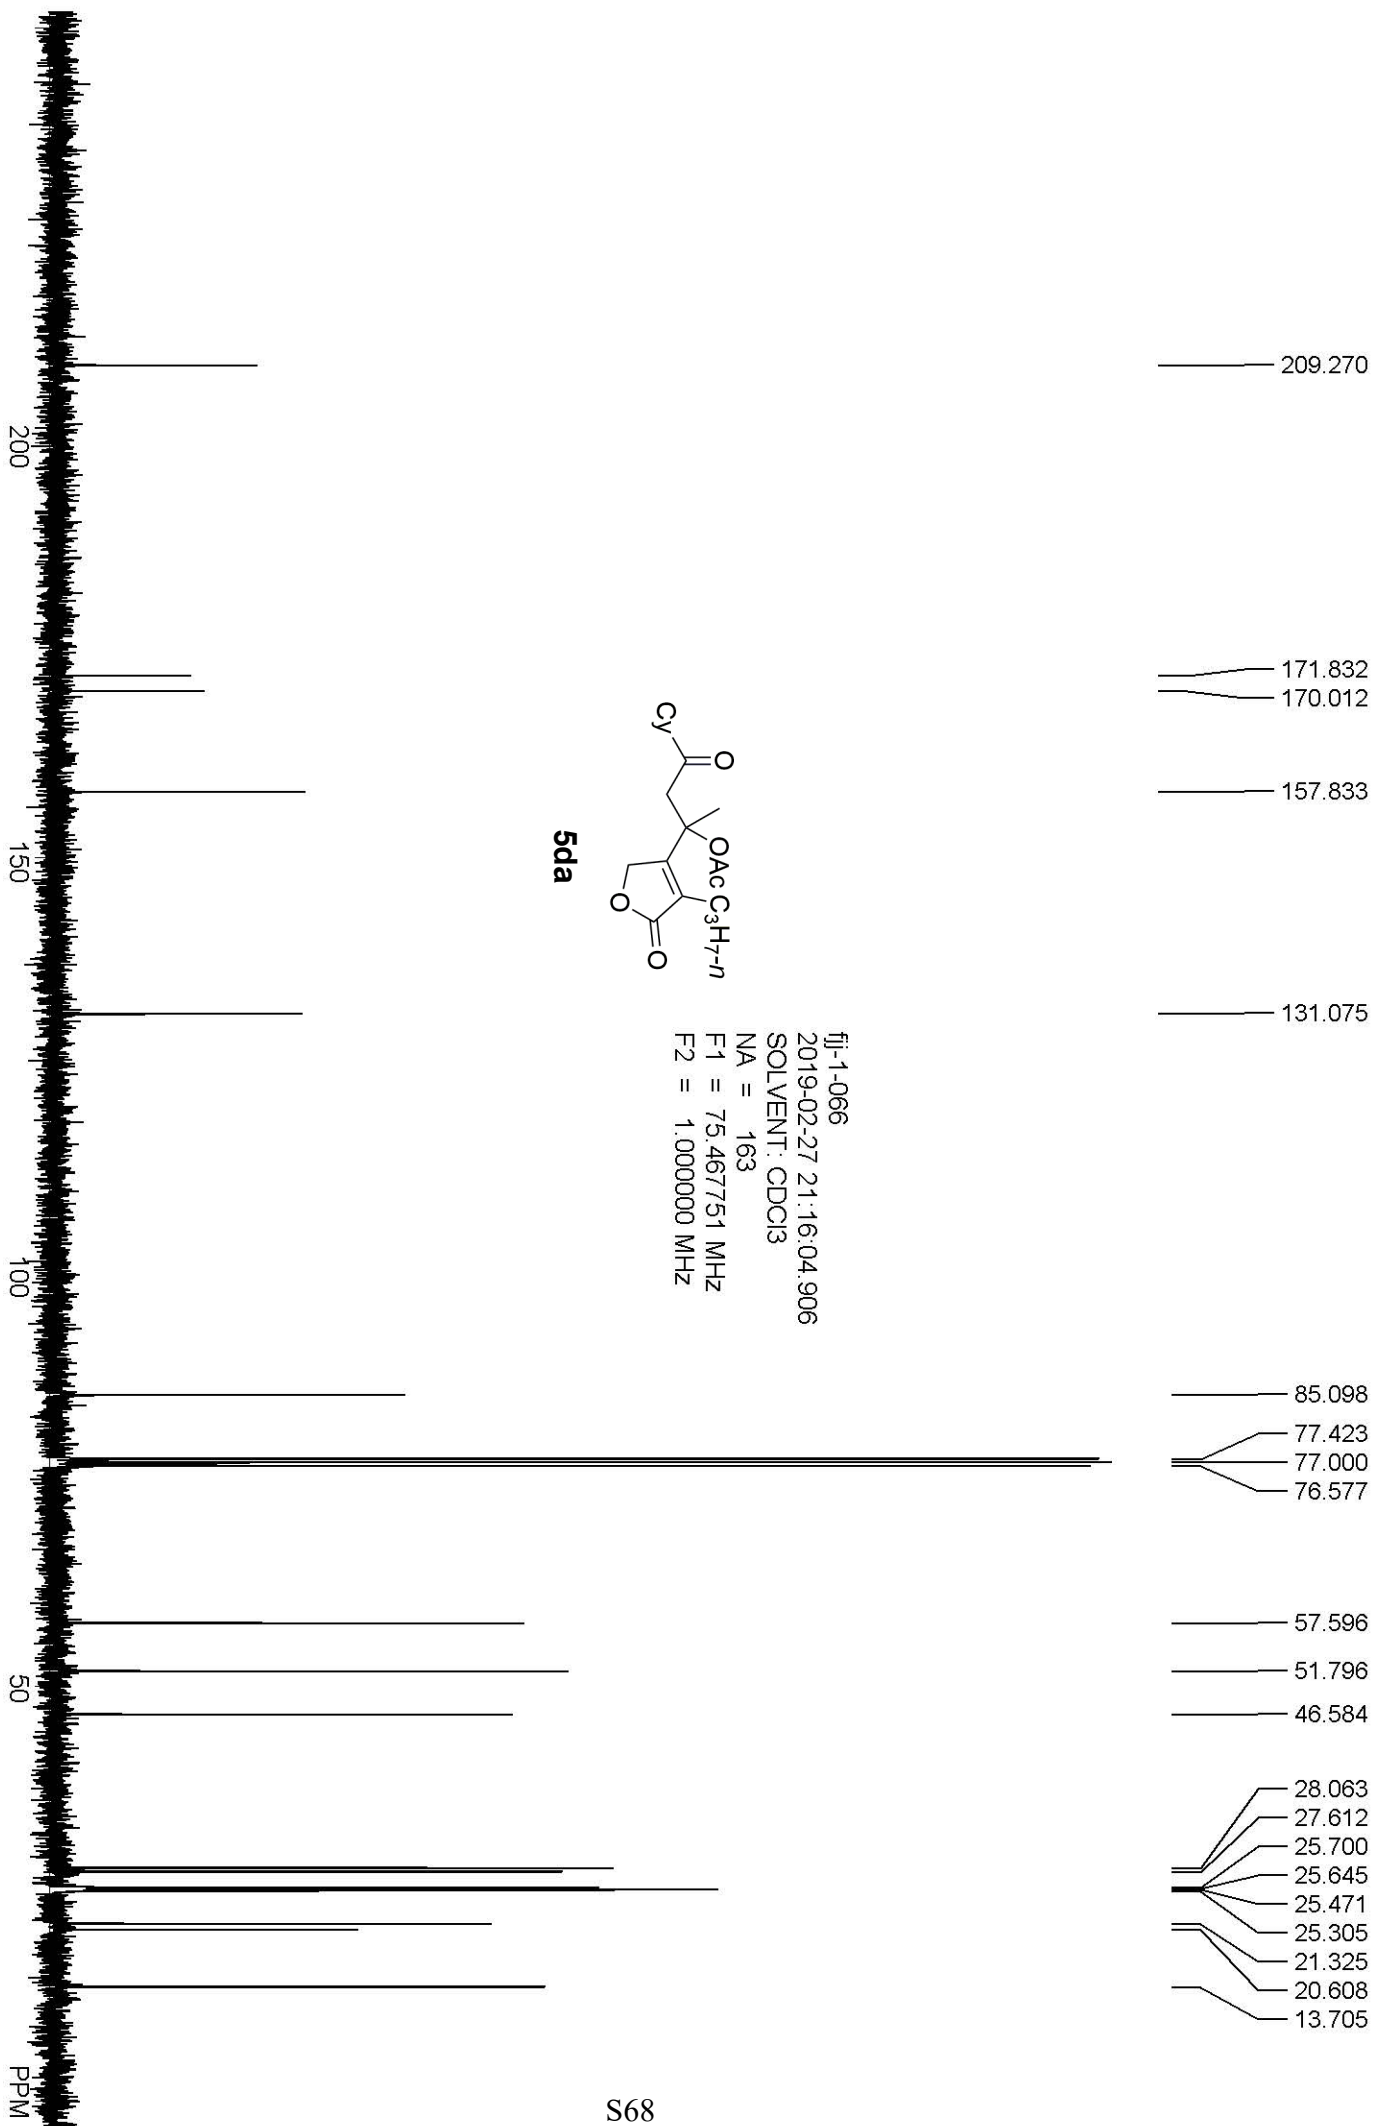 209.270
171.832
170.012
157.833
131.075
85.098
77.423
77.000
76.577
57.596
51.796
46.584
28.063
27.612
25.700
25.645
25.471
25.305
21.325
20.608
13.705
fjj-1-066
2019-02-27 21:16:04.906
SOLVENT: CDCl3
NA = 163
F1 = 75.467751 MHz
F2 = 1.000000 MHz
O
OAc
C3H7-n
Cy
O
O
5da
200
150
100
50
PPM
S68